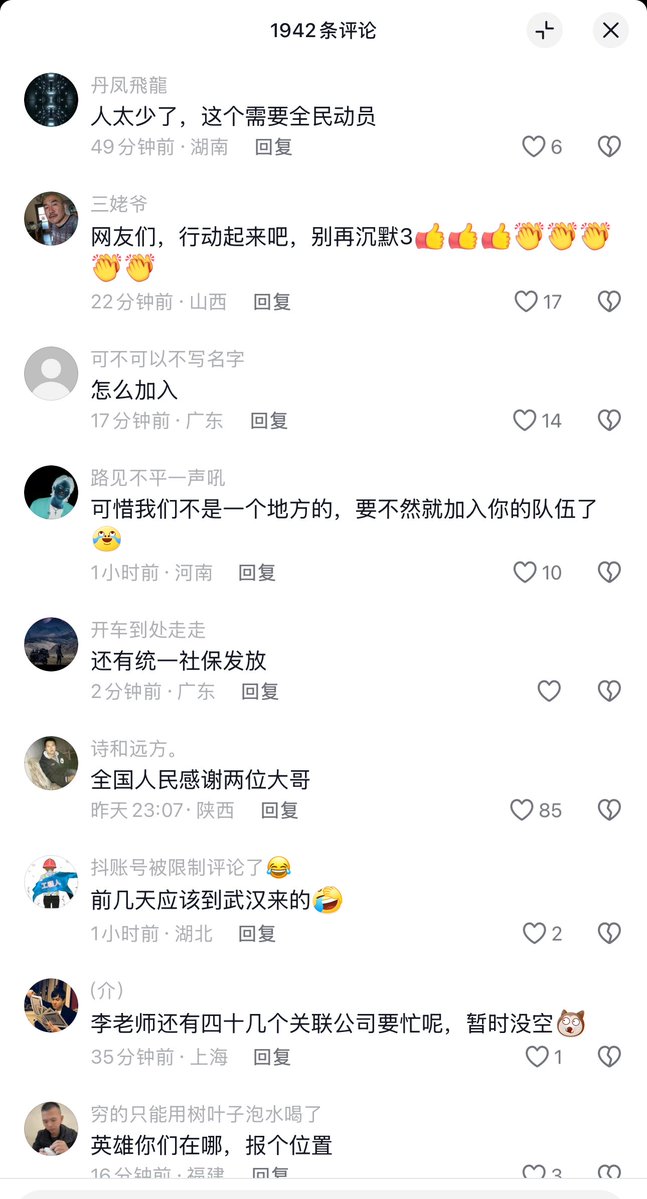 1942条评论
丹凤飛龍
人太少了，这个需要全民动员
49分钟前·湖南 回复 6
三姥爷
网友们，行动起来吧，别再沉默3👍👍👍👏👏👏
👏👏
22分钟前·山西 回复 17
可不可以不写名字
怎么加入
17分钟前·广东 回复 14
路见不平一声吼
可惜我们不是一个地方的，要不然就加入你的队伍了
1小时前·河南 回复 10
开车到处走走
还有统一社保发放
2分钟前·广东 回复
诗和远方。
全国人民感谢两位大哥
昨天23:07·陕西 回复 85
抖账号被限制评论了😂
前几天应该到武汉来的🤣
1小时前·湖北 回复 2
(介)
李老师还有四十几个关联公司要忙呢，暂时没空
35分钟前·上海 回复 1
穷的只能用树叶子泡水喝了
英雄你们在哪，报个位置
16分钟前·福建 回复 3